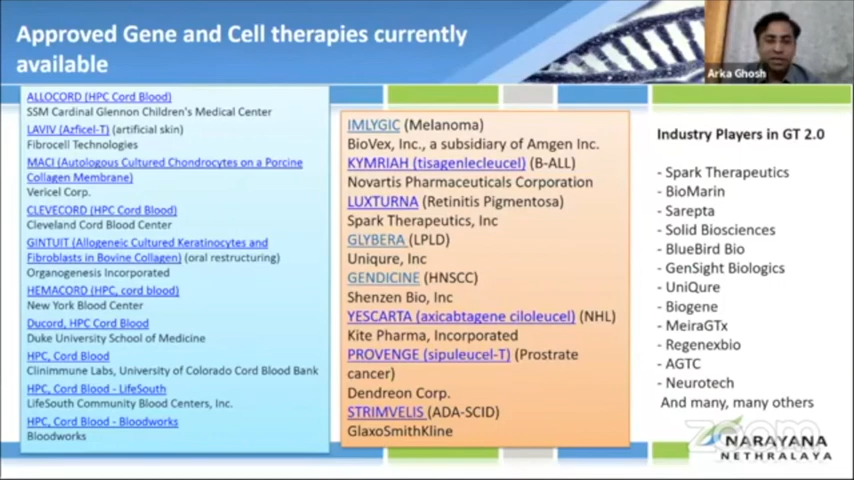 Approved Gene and Cell therapies currently
available
Arka Ghosh
ALLOCORD (HPC Cord Blood)
SSM Cardinal Glennon Children's Medical Center
LAVIV (Azficel-T) (artificial skin)
Fibrocell Technologies
MACI (Autologous Cultured Chondrocytes on a Porcine
Collagen Membrane)
Vericel Corp.
CLEVECORD (HPC Cord Blood)
Cleveland Cord Blood Center
GINTUIT (Allogeneic Cultured Keratinocytes and
Fibroblasts in Bovine Collagen) (oral restructuring)
Organogenesis Incorporated
HEMACORD (HPC, cord blood)
New York Blood Center
Ducord, HPC Cord Blood
Duke University School of Medicine
HPC, Cord Blood
Clinimmune Labs, University of Colorado Cord Blood Bank
HPC, Cord Blood - LifeSouth
LifeSouth Community Blood Centers, Inc.
HPC, Cord Blood - Bloodworks
Bloodworks
IMLYGIC (Melanoma)
BioVex, Inc., a subsidiary of Amgen Inc.
KYMRIAH (tisagenlecleucel) (B-ALL)
Novartis Pharmaceuticals Corporation
LUXTURNA (Retinitis Pigmentosa)
Spark Therapeutics, Inc
GLYBERA (LPLD)
Uniqure, Inc
GENDICINE (HNSCC)
Shenzen Bio, Inc
YESCARTA (axicabtagene ciloleucel) (NHL)
Kite Pharma, Incorporated
PROVENGE (sipuleucel-T) (Prostrate
cancer)
Dendreon Corp.
STRIMVELIS (ADA-SCID)
GlaxoSmithKline
Industry Players in GT 2.0
- Spark Therapeutics
- BioMarin
- Sarepta
- Solid Biosciences
- BlueBird Bio
- GenSight Biologics
- UniQure
- Biogene
- MeiraGTx
- Regenexbio
- AGTC
- Neurotech
And many, many others
zoom
NARAYANA
NETHRALAYA